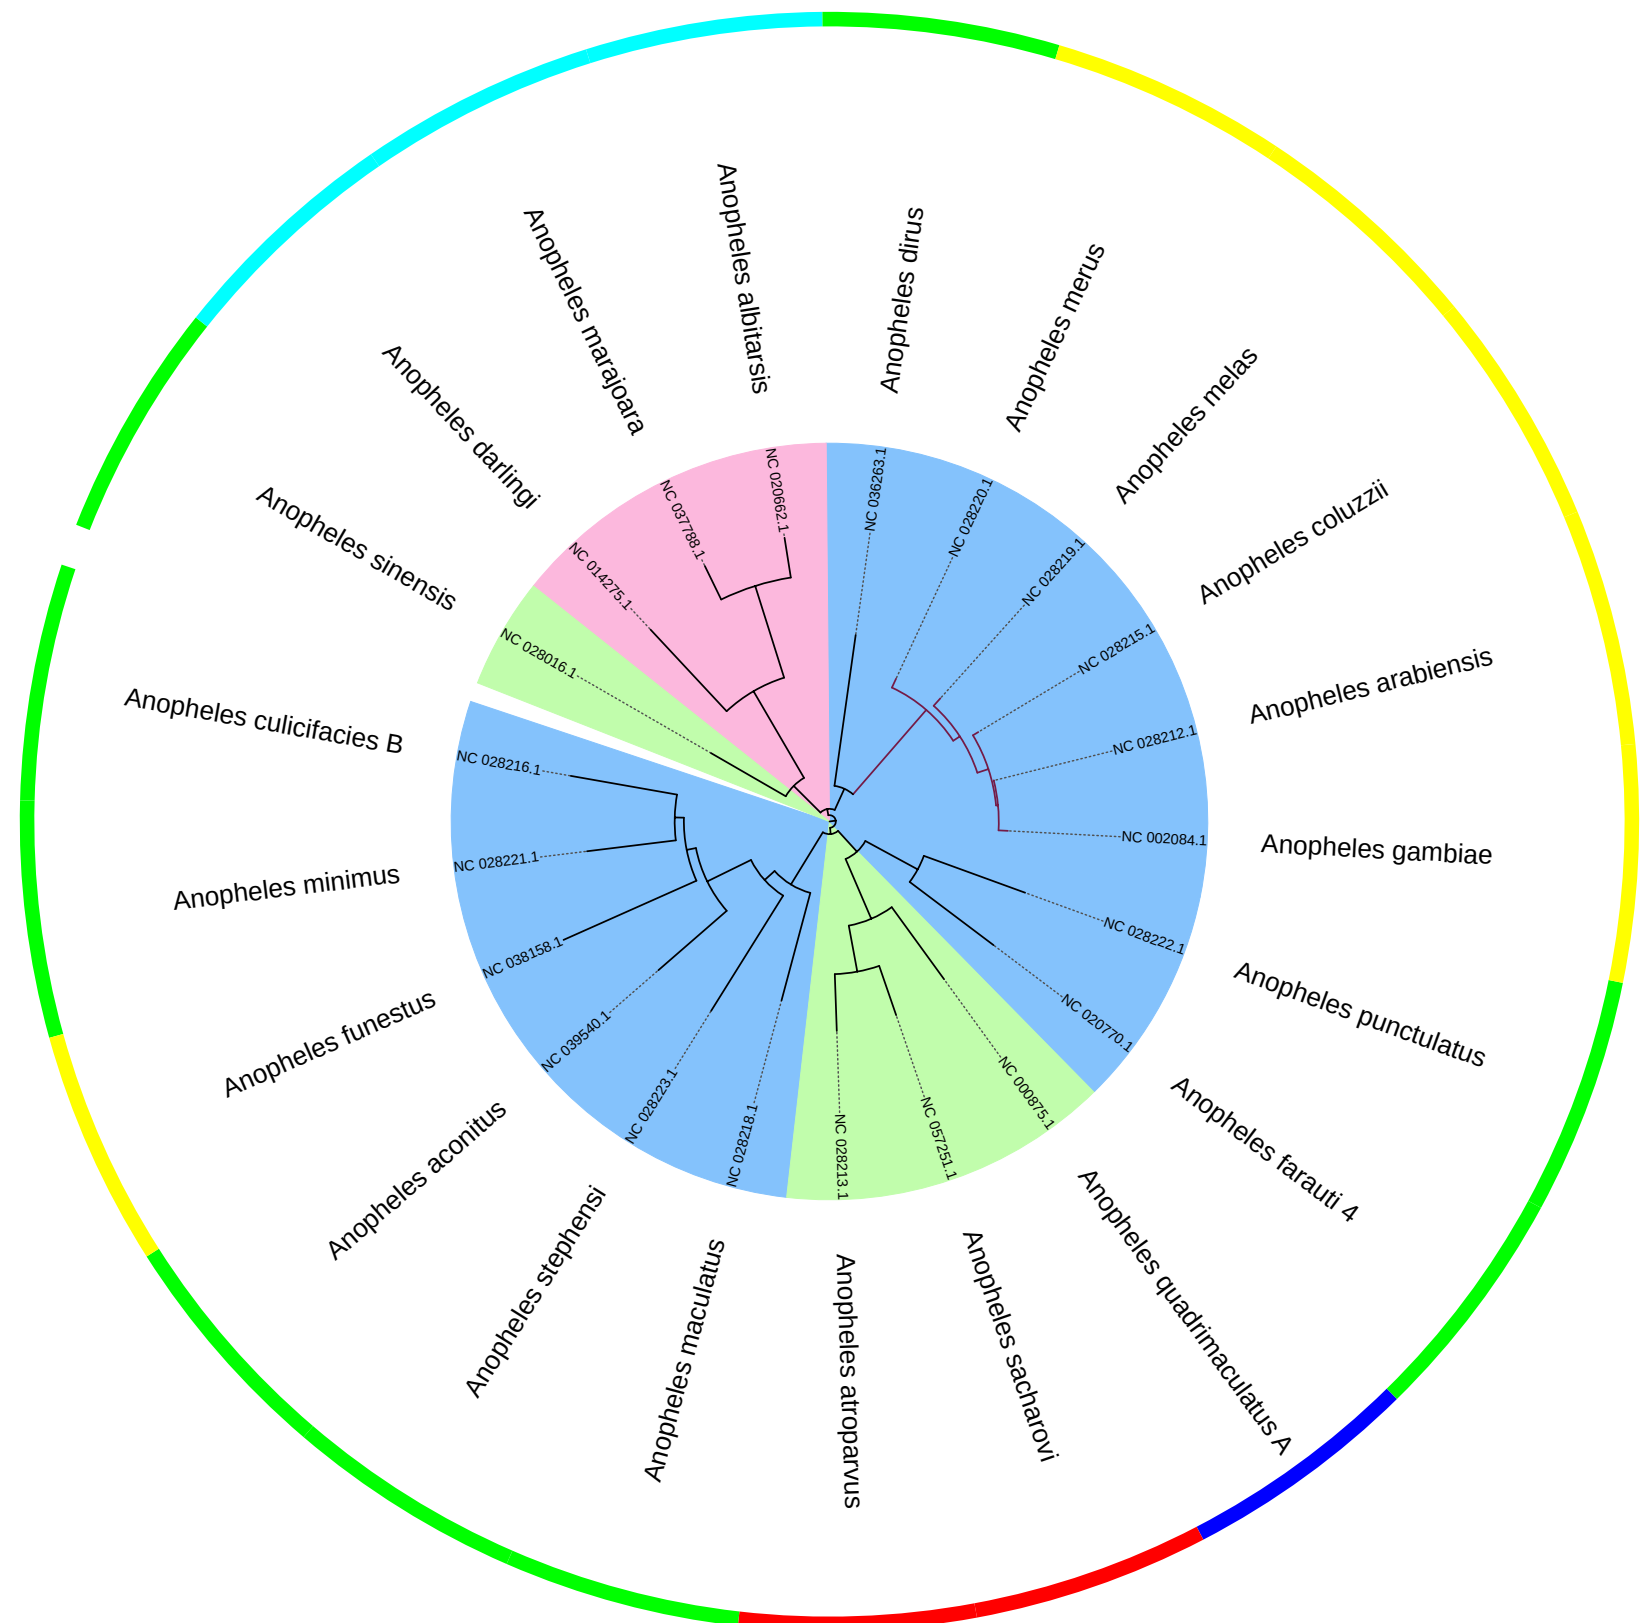 Anopheles albitarsis
Anopheles dirus
Anopheles merus
Anopheles melas
Anopheles coluzzii
Anopheles arabiensis
Anopheles gambiae
Anopheles punctulatus
Anopheles farauti 4
Anopheles quadrimaculatus A
Anopheles sacharovi
Anopheles atroparvus
Anopheles maculatus
Anopheles stephensi
Anopheles aconitus
Anopheles funestus
Anopheles minimus
Anopheles culicifacies B
Anopheles sinensis
Anopheles darlingi
Anopheles marajoara
NC 020662.1
NC 036263.1
NC 028220.1
NC 028219.1
NC 028215.1
NC 028212.1
NC 002084.1
NC 028222.1
NC 020770.1
NC 000875.1
NC 057251.1
NC 028213.1
NC 028218.1
NC 028223.1
NC 039540.1
NC 038158.1
NC 028221.1
NC 028216.1
NC 028016.1
NC 014275.1
NC 037788.1